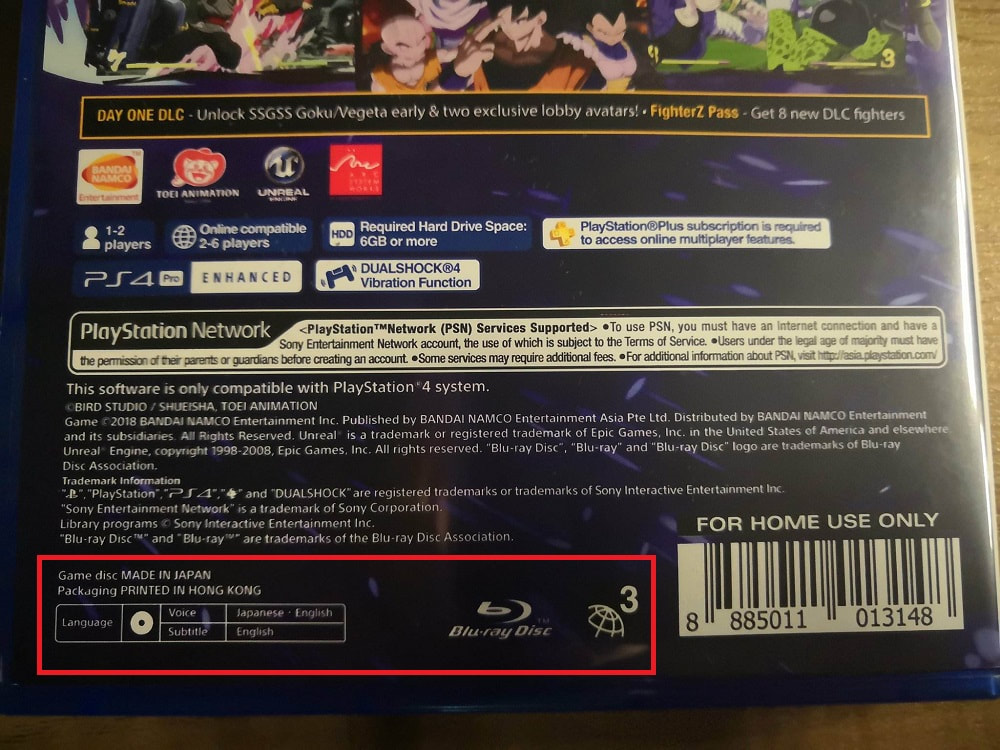 DAY ONE DLC - Unlock SSGSS Goku/Vegeta early & two exclusive lobby avatars! · FighterZ Pass - Get 8 new DLC fighters
BANDAI
NAMCO
Entertainment
TOEI ANIMATION
UNREAL
ENGINE
ARC
SYSTEM
WORKS
1-2
players
Online compatible
2-6 players
HDD
Required Hard Drive Space:
6GB or more
PlayStation®Plus subscription is required
to access online multiplayer features.
PS4 Pro ENHANCED
DUALSHOCK®4
Vibration Function
PlayStation Network
<PlayStation™Network (PSN) Services Supported> •To use PSN, you must have an Internet connection and have a
Sony Entertainment Network account, the use of which is subject to the Terms of Service. •Users under the legal age of majority must have
the permission of their parents or guardians before creating an account. •Some services may require additional fees. •For additional information about PSN, visit http://asia.playstation.com/
This software is only compatible with PlayStation®4 system.
©BIRD STUDIO / SHUEISHA, TOEI ANIMATION
Game ©2018 BANDAI NAMCO Entertainment Inc. Published by BANDAI NAMCO Entertainment Asia Pte Ltd. Distributed by BANDAI NAMCO Entertainment
and its subsidiaries. All Rights Reserved. Unreal® is a trademark or registered trademark of Epic Games, Inc. in the United States of America and elsewhere.
Unreal® Engine, copyright 1998-2008, Epic Games, Inc. All rights reserved. "Blu-ray Disc", "Blu-ray" and "Blu-ray Disc" logo are trademarks of Blu-ray
Disc Association.
Trademark Information
"PlayStation", "PS4", and "DUALSHOCK" are registered trademarks or trademarks of Sony Interactive Entertainment Inc.
"Sony Entertainment Network" is a trademark of Sony Corporation.
Library programs © Sony Interactive Entertainment Inc.
"Blu-ray Disc™" and "Blu-ray™" are trademarks of the Blu-ray Disc Association.
FOR HOME USE ONLY
Game disc MADE IN JAPAN
Packaging PRINTED IN HONG KONG
Language
Voice Japanese · English
Subtitle English
Blu-ray Disc™
3
8 885011 013148